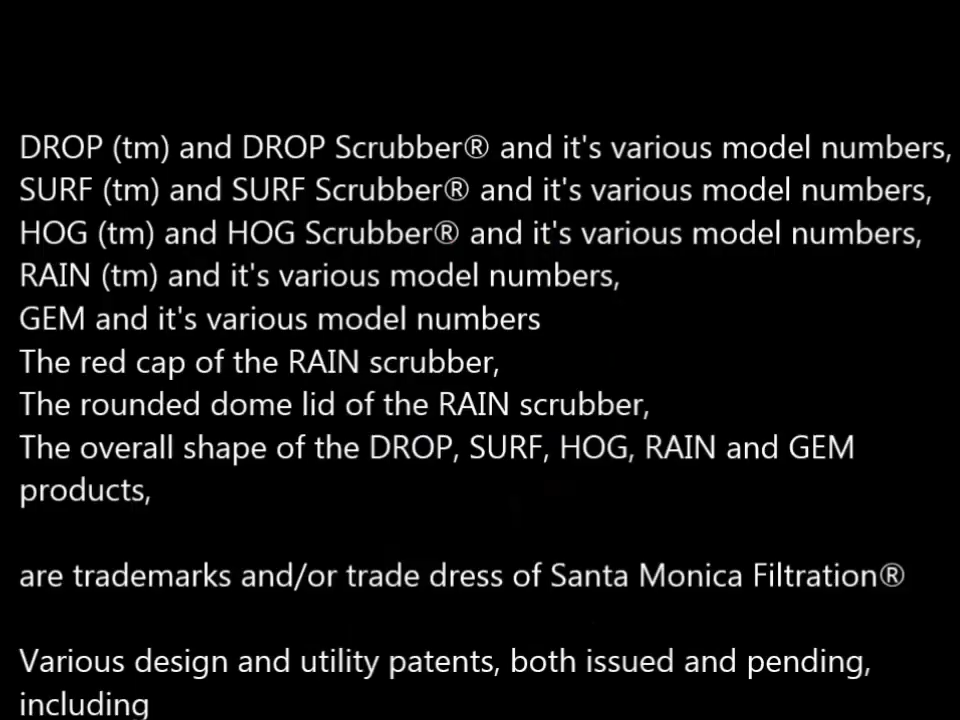 DROP (tm) and DROP Scrubber® and it's various model numbers,
SURF (tm) and SURF Scrubber® and it's various model numbers,
HOG (tm) and HOG Scrubber® and it's various model numbers,
RAIN (tm) and it's various model numbers,
GEM and it's various model numbers
The red cap of the RAIN scrubber,
The rounded dome lid of the RAIN scrubber,
The overall shape of the DROP, SURF, HOG, RAIN and GEM
products,
are trademarks and/or trade dress of Santa Monica Filtration®
Various design and utility patents, both issued and pending,
including